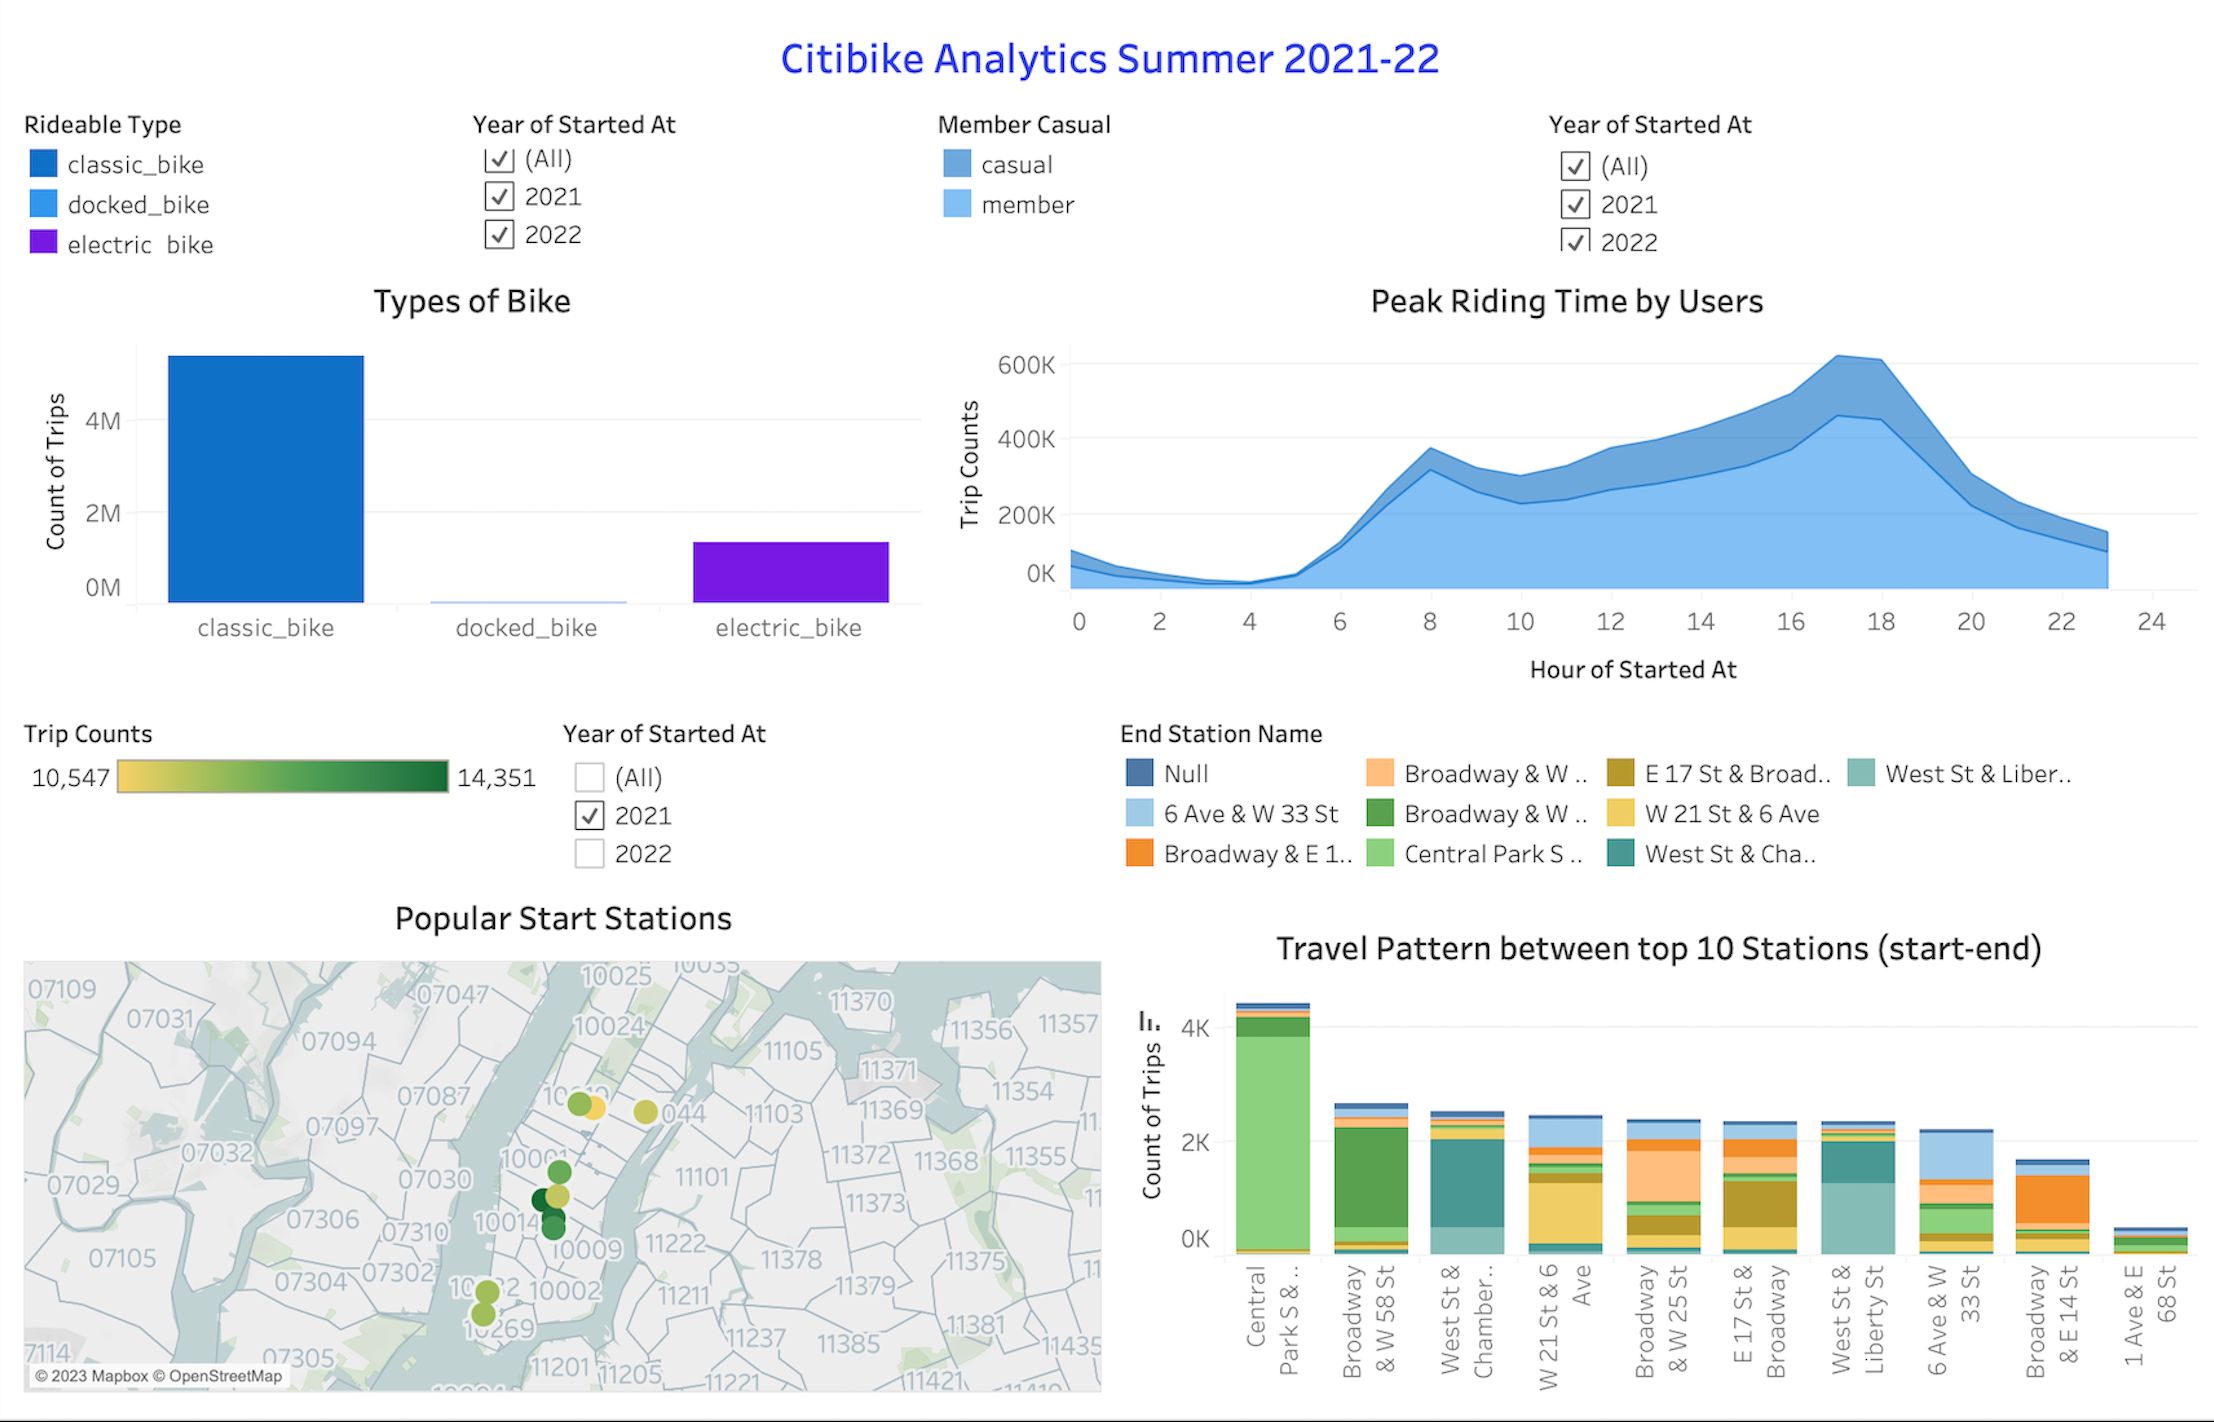 Citibike Analytics Summer 2021-22
Rideable Type
classic_bike
docked_bike
electric bike
Year of Started At
(All)
2021
2022
Member Casual
casual
member
Year of Started At
(All)
2021
2022
Types of Bike
Count of Trips
4M
2M
0M
classic_bike docked_bike electric_bike
Peak Riding Time by Users
Trip Counts
600K
400K
200K
0K
0 2 4 6 8 10 12 14 16 18 20 22 24
Hour of Started At
Trip Counts
10,547 14,351
Year of Started At
(All)
2021
2022
End Station Name
Null
6 Ave & W 33 St
Broadway & E 1..
Broadway & W ..
Broadway & W ..
Central Park S ..
E 17 St & Broad..
W 21 St & 6 Ave
West St & Cha..
West St & Liber..
Popular Start Stations
10025
10035
07109
07047
11370
07031
10024
11356
11357
07094
11105
11371
07087
11354
11369
07097
044
11103
07032
11372
11368
11355
07029
07030
11101
11373
07306
07310
10014
10009
11222
07105
11378
11375
07304
07302
10002
11379
11211
10269
11237
11385
11381
11435
7114
07305
11201
11205
11221
11421
© 2023 Mapbox © OpenStreetMap
Travel Pattern between top 10 Stations (start-end)
Count of Trips
4K
2K
0K
Central
Park S & ..
Broadway
& W 58 St
West St &
Chamber..
W 21 St & 6
Ave
Broadway
& W 25 St
E 17 St &
Broadway
West St &
Liberty St
6 Ave & W
33 St
Broadway
& E 14 St
1 Ave & E
68 St